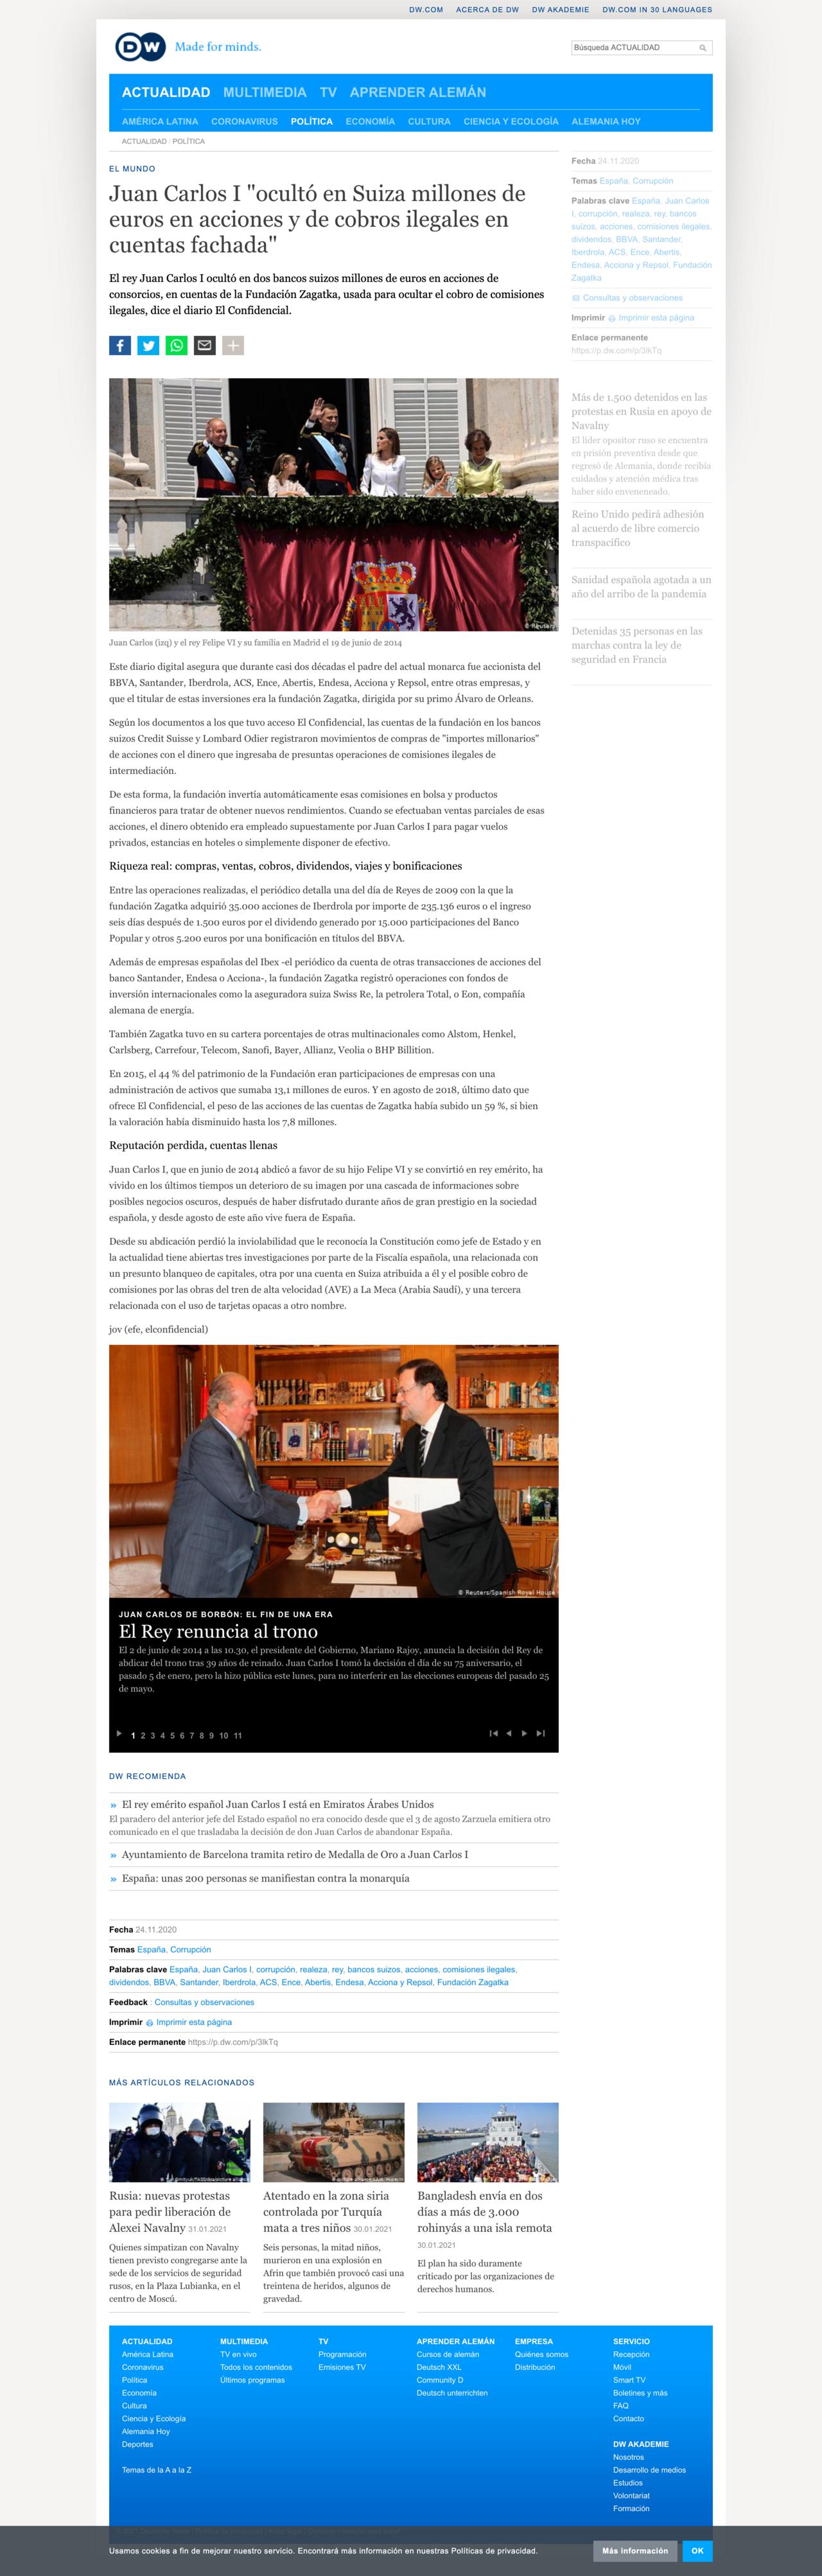 DW.COM ACERCA DE DW DW AKADEMIE DW.COM IN 30 LANGUAGES
DW Made for minds.
Búsqueda ACTUALIDAD
ACTUALIDAD MULTIMEDIA TV APRENDER ALEMÁN
AMÉRICA LATINA CORONAVIRUS POLÍTICA ECONOMÍA CULTURA CIENCIA Y ECOLOGÍA ALEMANIA HOY
ACTUALIDAD / POLÍTICA
EL MUNDO
Juan Carlos I "ocultó en Suiza millones de
euros en acciones y de cobros ilegales en
cuentas fachada"
El rey Juan Carlos I ocultó en dos bancos suizos millones de euros en acciones de
consorcios, en cuentas de la Fundación Zagatka, usada para ocultar el cobro de comisiones
ilegales, dice el diario El Confidencial.
Fecha 24.11.2020
Temas España, Corrupción
Palabras clave España, Juan Carlos
I, corrupción, realeza, rey, bancos
suizos, acciones, comisiones ilegales,
dividendos, BBVA, Santander,
Iberdrola, ACS, Ence, Abertis,
Endesa, Acciona y Repsol, Fundación
Zagatka
Consultas y observaciones
Imprimir Imprimir esta página
Enlace permanente
https://p.dw.com/p/3lkTq
Más de 1.500 detenidos en las
protestas en Rusia en apoyo de
Navalny
El líder opositor ruso se encuentra
en prisión preventiva desde que
regresó de Alemania, donde recibía
cuidados y atención médica tras
haber sido enveneneado.
Reino Unido pedirá adhesión
al acuerdo de libre comercio
transpacífico
Sanidad española agotada a un
año del arribo de la pandemia
Detenidas 35 personas en las
marchas contra la ley de
seguridad en Francia
© Reuters
Juan Carlos (izq) y el rey Felipe VI y su familia en Madrid el 19 de junio de 2014
Este diario digital asegura que durante casi dos décadas el padre del actual monarca fue accionista del
BBVA, Santander, Iberdrola, ACS, Ence, Abertis, Endesa, Acciona y Repsol, entre otras empresas, y
que el titular de estas inversiones era la fundación Zagatka, dirigida por su primo Álvaro de Orleans.
Según los documentos a los que tuvo acceso El Confidencial, las cuentas de la fundación en los bancos
suizos Credit Suisse y Lombard Odier registraron movimientos de compras de "importes millonarios"
de acciones con el dinero que ingresaba de presuntas operaciones de comisiones ilegales de
intermediación.
De esta forma, la fundación invertía automáticamente esas comisiones en bolsa y productos
financieros para tratar de obtener nuevos rendimientos. Cuando se efectuaban ventas parciales de esas
acciones, el dinero obtenido era empleado supuestamente por Juan Carlos I para pagar vuelos
privados, estancias en hoteles o simplemente disponer de efectivo.
Riqueza real: compras, ventas, cobros, dividendos, viajes y bonificaciones
Entre las operaciones realizadas, el periódico detalla una del día de Reyes de 2009 con la que la
fundación Zagatka adquirió 35.000 acciones de Iberdrola por importe de 235.136 euros o el ingreso
seis días después de 1.500 euros por el dividendo generado por 15.000 participaciones del Banco
Popular y otros 5.200 euros por una bonificación en títulos del BBVA.
Además de empresas españolas del Ibex -el periódico da cuenta de otras transacciones de acciones del
banco Santander, Endesa o Acciona-, la fundación Zagatka registró operaciones con fondos de
inversión internacionales como la aseguradora suiza Swiss Re, la petrolera Total, o Eon, compañía
alemana de energía.
También Zagatka tuvo en su cartera porcentajes de otras multinacionales como Alstom, Henkel,
Carlsberg, Carrefour, Telecom, Sanofi, Bayer, Allianz, Veolia o BHP Billition.
En 2015, el 44 % del patrimonio de la Fundación eran participaciones de empresas con una
administración de activos que sumaba 13,1 millones de euros. Y en agosto de 2018, último dato que
ofrece El Confidencial, el peso de las acciones de las cuentas de Zagatka había subido un 59 %, si bien
la valoración había disminuido hasta los 7,8 millones.
Reputación perdida, cuentas llenas
Juan Carlos I, que en junio de 2014 abdicó a favor de su hijo Felipe VI y se convirtió en rey emérito, ha
vivido en los últimos tiempos un deterioro de su imagen por una cascada de informaciones sobre
posibles negocios oscuros, después de haber disfrutado durante años de gran prestigio en la sociedad
española, y desde agosto de este año vive fuera de España.
Desde su abdicación perdió la inviolabilidad que le reconocía la Constitución como jefe de Estado y en
la actualidad tiene abiertas tres investigaciones por parte de la Fiscalía española, una relacionada con
un presunto blanqueo de capitales, otra por una cuenta en Suiza atribuida a él y el posible cobro de
comisiones por las obras del tren de alta velocidad (AVE) a La Meca (Arabia Saudí), y una tercera
relacionada con el uso de tarjetas opacas a otro nombre.
jov (efe, elconfidencial)
© Reuters/Spanish Royal House
JUAN CARLOS DE BORBÓN: EL FIN DE UNA ERA
El Rey renuncia al trono
El 2 de junio de 2014 a las 10.30, el presidente del Gobierno, Mariano Rajoy, anuncia la decisión del Rey de
abdicar del trono tras 39 años de reinado. Juan Carlos I tomó la decisión el día de su 75 aniversario, el
pasado 5 de enero, pero la hizo pública este lunes, para no interferir en las elecciones europeas del pasado 25
de mayo.
1 2 3 4 5 6 7 8 9 10 11
DW RECOMIENDA
» El rey emérito español Juan Carlos I está en Emiratos Árabes Unidos
El paradero del anterior jefe del Estado español no era conocido desde que el 3 de agosto Zarzuela emitiera otro
comunicado en el que trasladaba la decisión de don Juan Carlos de abandonar España.
» Ayuntamiento de Barcelona tramita retiro de Medalla de Oro a Juan Carlos I
» España: unas 200 personas se manifiestan contra la monarquía
Fecha 24.11.2020
Temas España, Corrupción
Palabras clave España, Juan Carlos I, corrupción, realeza, rey, bancos suizos, acciones, comisiones ilegales,
dividendos, BBVA, Santander, Iberdrola, ACS, Ence, Abertis, Endesa, Acciona y Repsol, Fundación Zagatka
Feedback : Consultas y observaciones
Imprimir Imprimir esta página
Enlace permanente https://p.dw.com/p/3lkTq
MÁS ARTÍCULOS RELACIONADOS
Rusia: nuevas protestas
para pedir liberación de
Alexei Navalny 31.01.2021
Quienes simpatizan con Navalny
tienen previsto congregarse ante la
sede de los servicios de seguridad
rusos, en la Plaza Lubianka, en el
centro de Moscú.
Atentado en la zona siria
controlada por Turquía
mata a tres niños 30.01.2021
Seis personas, la mitad niños,
murieron en una explosión en
Afrin que también provocó casi una
treintena de heridos, algunos de
gravedad.
Bangladesh envía en dos
días a más de 3.000
rohinyás a una isla remota
30.01.2021
El plan ha sido duramente
criticado por las organizaciones de
derechos humanos.
ACTUALIDAD
América Latina
Coronavirus
Política
Economía
Cultura
Ciencia y Ecología
Alemania Hoy
Deportes
Temas de la A a la Z
MULTIMEDIA
TV en vivo
Todos los contenidos
Últimos programas
TV
Programación
Emisiones TV
APRENDER ALEMÁN
Cursos de alemán
Deutsch XXL
Community D
Deutsch unterrichten
EMPRESA
Quiénes somos
Distribución
SERVICIO
Recepción
Móvil
Smart TV
Boletines y más
FAQ
Contacto
DW AKADEMIE
Nosotros
Desarrollo de medios
Estudios
Volontariat
Formación
Usamos cookies a fin de mejorar nuestro servicio. Encontrará más información en nuestras Políticas de privacidad.
Más información OK